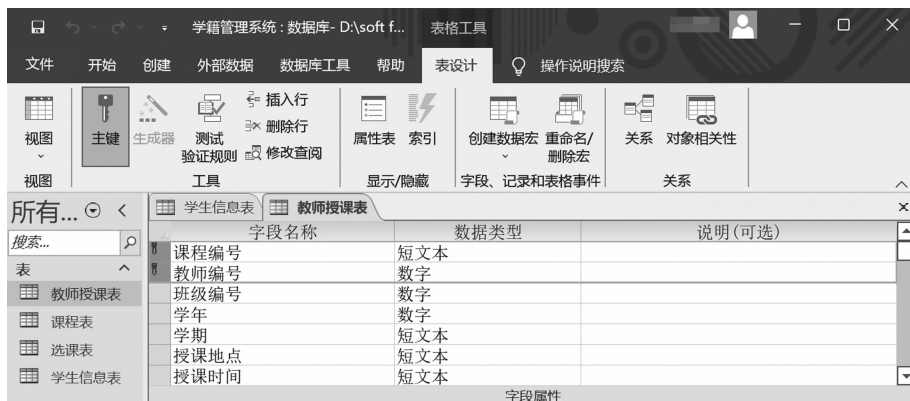 学籍管理系统 : 数据库- D:\soft f...
表格工具
文件 开始 创建 外部数据 数据库工具 帮助 表设计 操作说明搜索
视图
主键
生成器
测试
验证规则
插入行
删除行
修改查阅
属性表
索引
创建数据宏
重命名/
删除宏
关系
对象相关性
视图 工具 显示/隐藏 字段、记录和表格事件 关系
所有...
搜索...
表
教师授课表
课程表
选课表
学生信息表
学生信息表 教师授课表
字段名称 数据类型 说明(可选)
课程编号 短文本
教师编号 数字
班级编号 数字
学年 数字
学期 短文本
授课地点 短文本
授课时间 短文本
字段属性